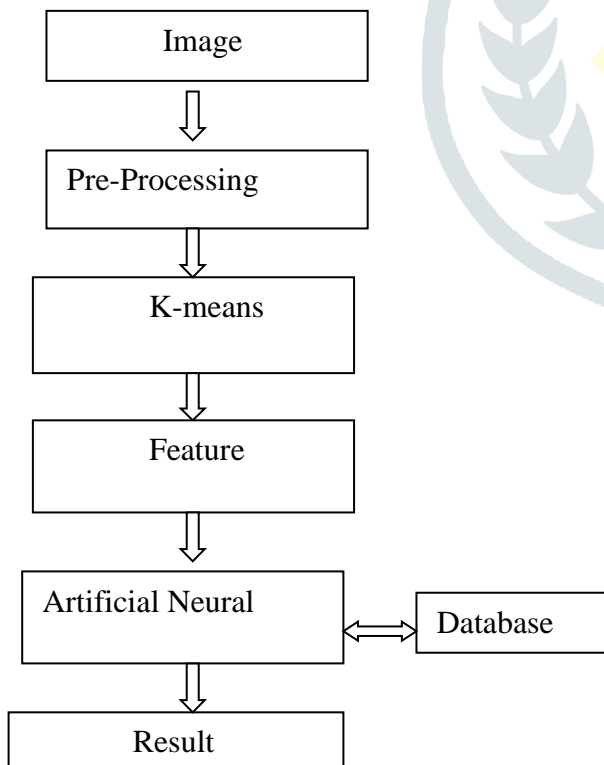 Image
Pre-Processing
K-means
Feature
Artificial Neural
Database
Result